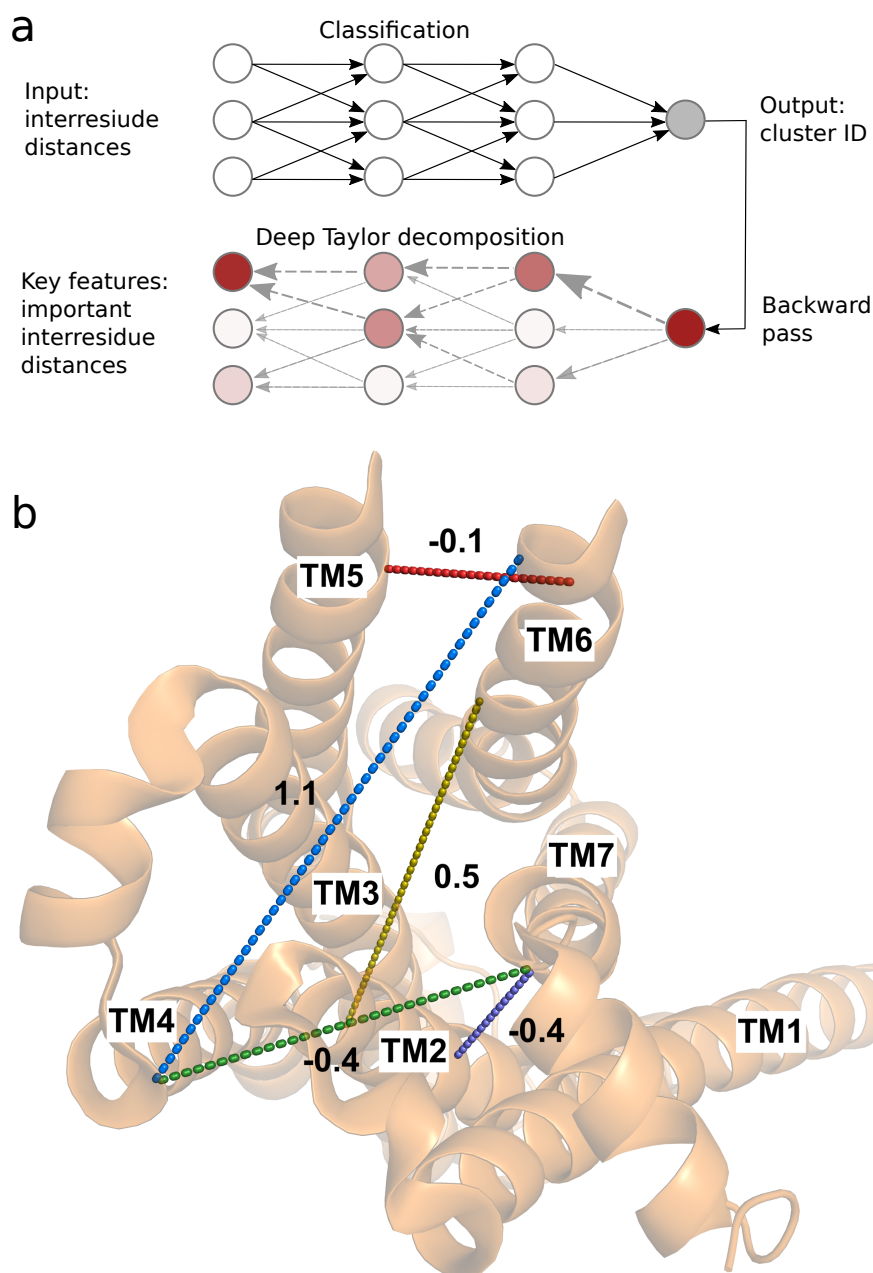 a
Classification
Input:
interresiude
distances
Output:
cluster ID
Deep Taylor decomposition
Key features:
important
interresidue
distances
Backward
pass
b
-0.1
TM5
TM6
1.1
TM7
0.5
TM3
TM4
TM1
-0.4
TM2
-0.4